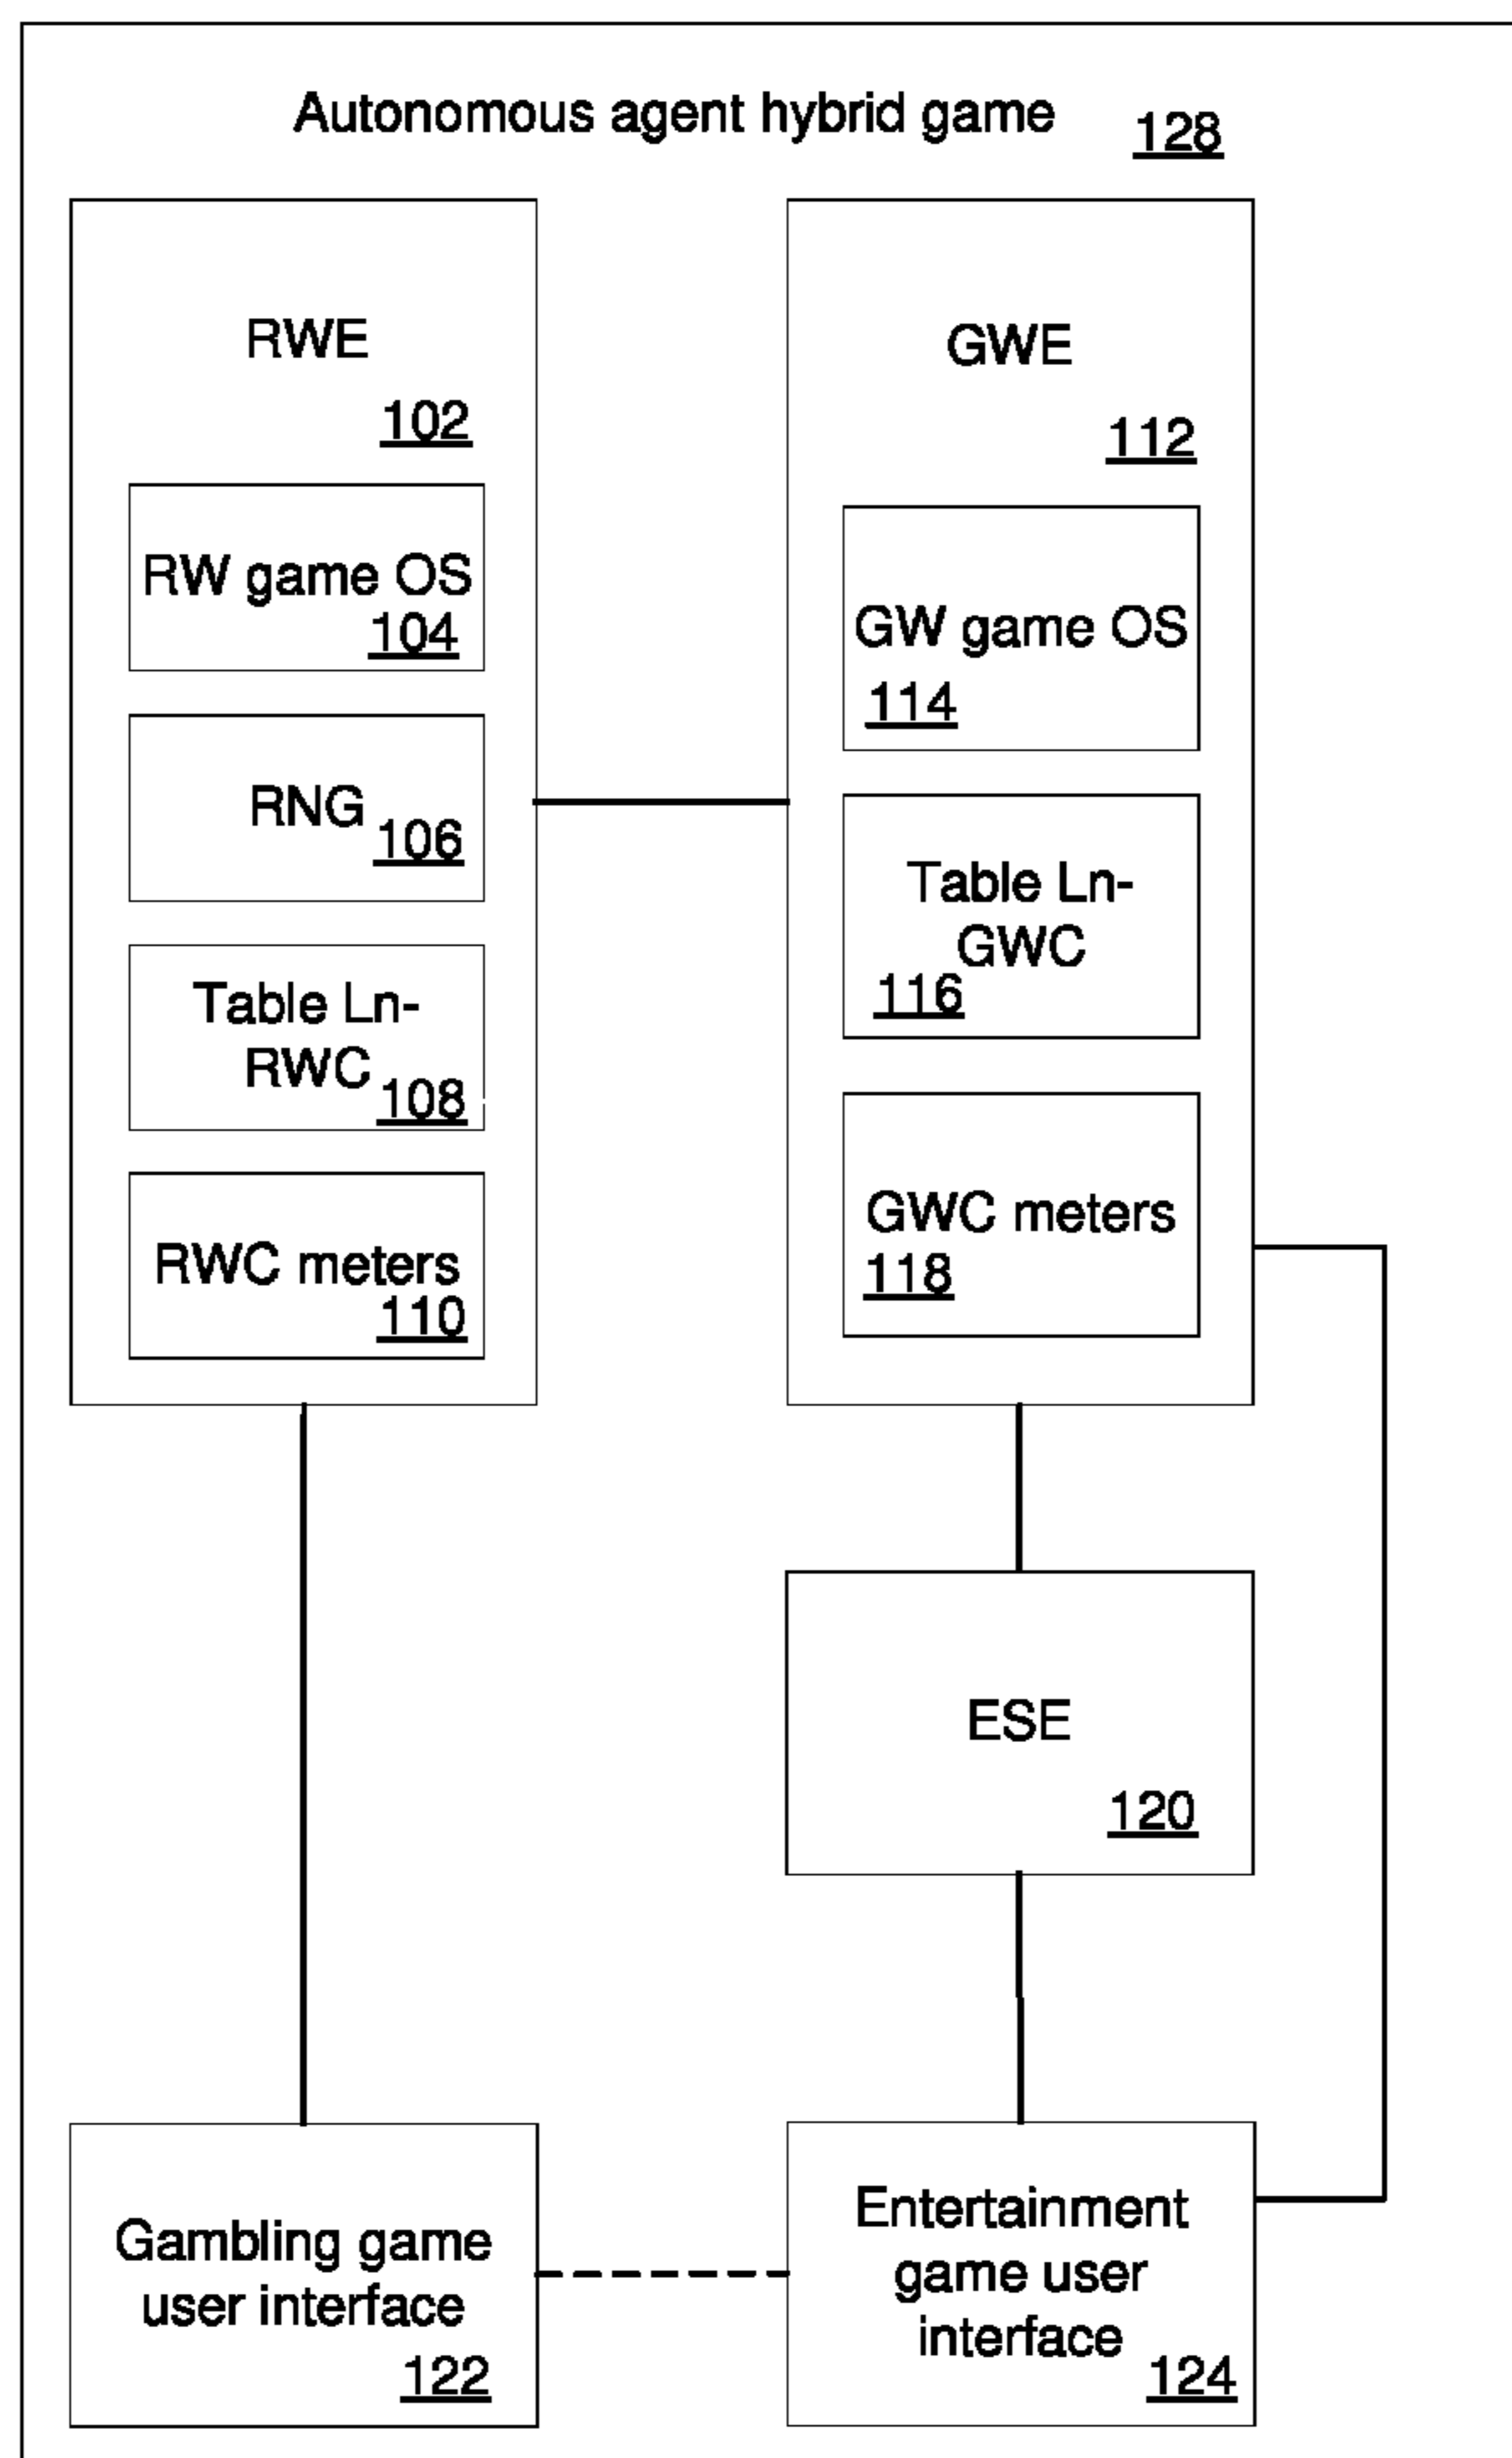 Autonomous agent hybrid game
128
RWE
102
RW game OS
104
RNG
106
Table Ln-
RWC
108
RWC meters
110
GWE
112
GW game OS
114
Table Ln-
GWC
116
GWC meters
118
ESE
120
Gambling game
user interface
122
Entertainment
game user
interface
124